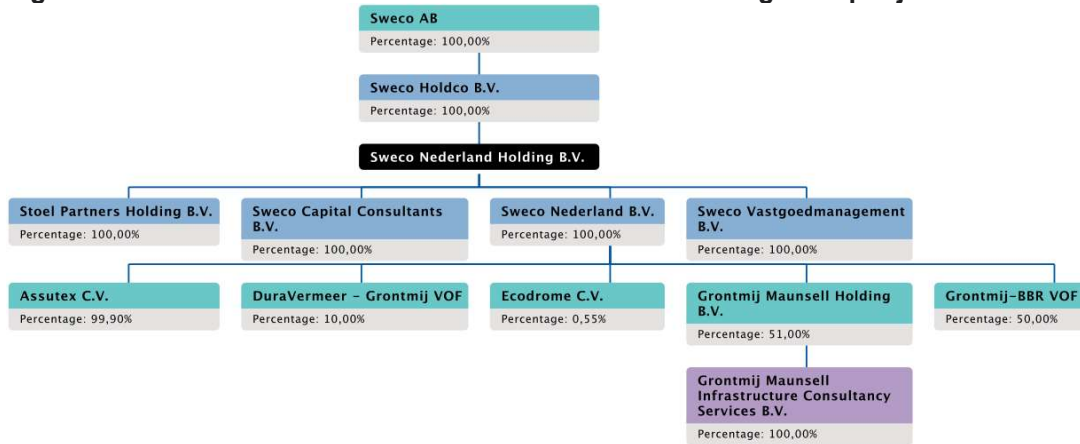 Sweco AB
Percentage: 100,00%
Sweco Holdco B.V.
Percentage: 100,00%
Sweco Nederland Holding B.V.
Stoel Partners Holding B.V.
Percentage: 100,00%
Sweco Capital Consultants
B.V.
Percentage: 100,00%
Sweco Nederland B.V.
Percentage: 100,00%
Sweco Vastgoedmanagement
B.V.
Percentage: 100,00%
Assutex C.V.
Percentage: 99,90%
DuraVermeer - Grontmij VOF
Percentage: 10,00%
Ecodrome C.V.
Percentage: 0,55%
Grontmij Maunsell Holding
B.V.
Percentage: 51,00%
Grontmij-BBR VOF
Percentage: 50,00%
Grontmij Maunsell
Infrastructure Consultancy
Services B.V.
Percentage: 100,00%